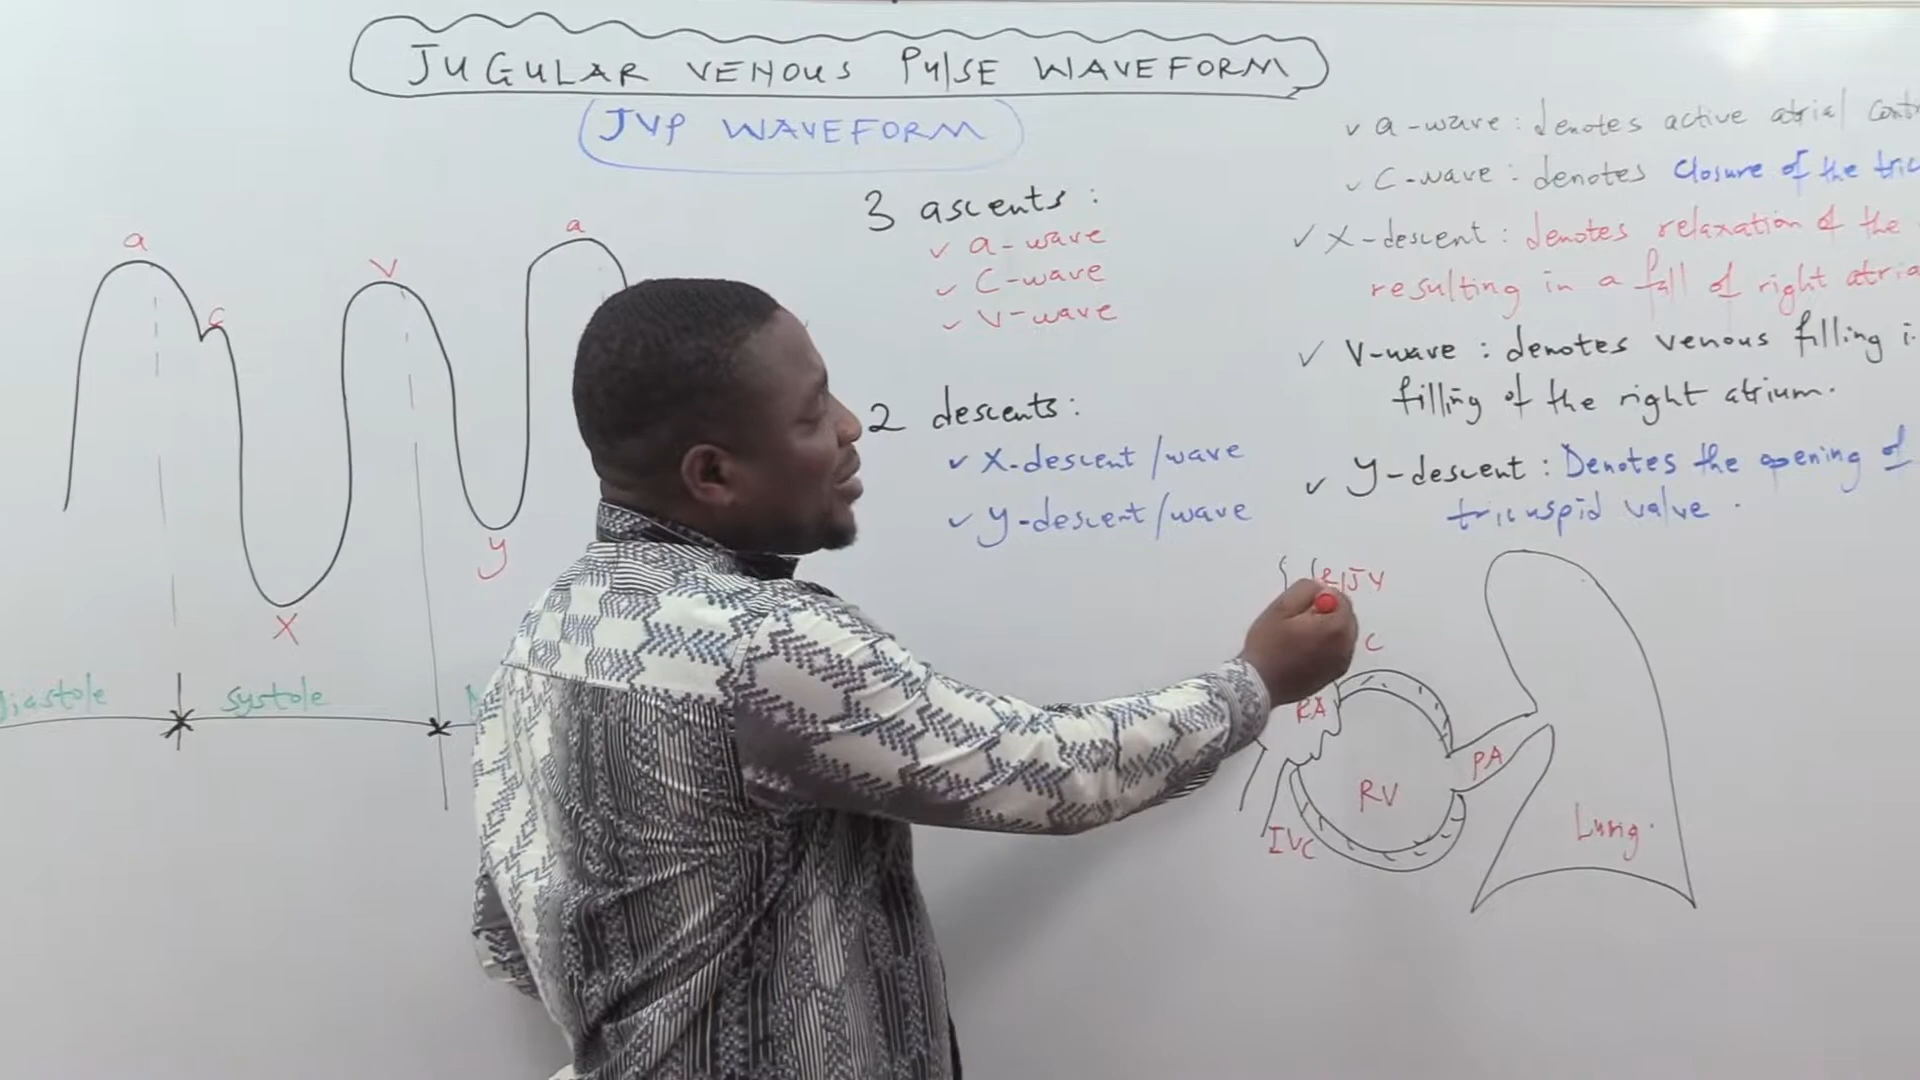 JUGULAR VENOUS PulSE WAVEFORM
JVP WAVEFORM
a
c
V
a
X
y
diastole
systole
3 ascents:
✓ a-wave
✓ C-wave
✓ V-wave
2 descents:
✓ X-descent/wave
✓ y-descent/wave
✓ a-wave: denotes active atrial
✓ C-wave: denotes closure of the
✓ X-descent: denotes relaxation of the
resulting in a fall of right
✓ V-wave: denotes venous filling
filling of the right atrium.
✓ y-descent: Denotes the opening of
tricuspid valve.
RIJV
C
RA
RV
PA
IVC
Lung.